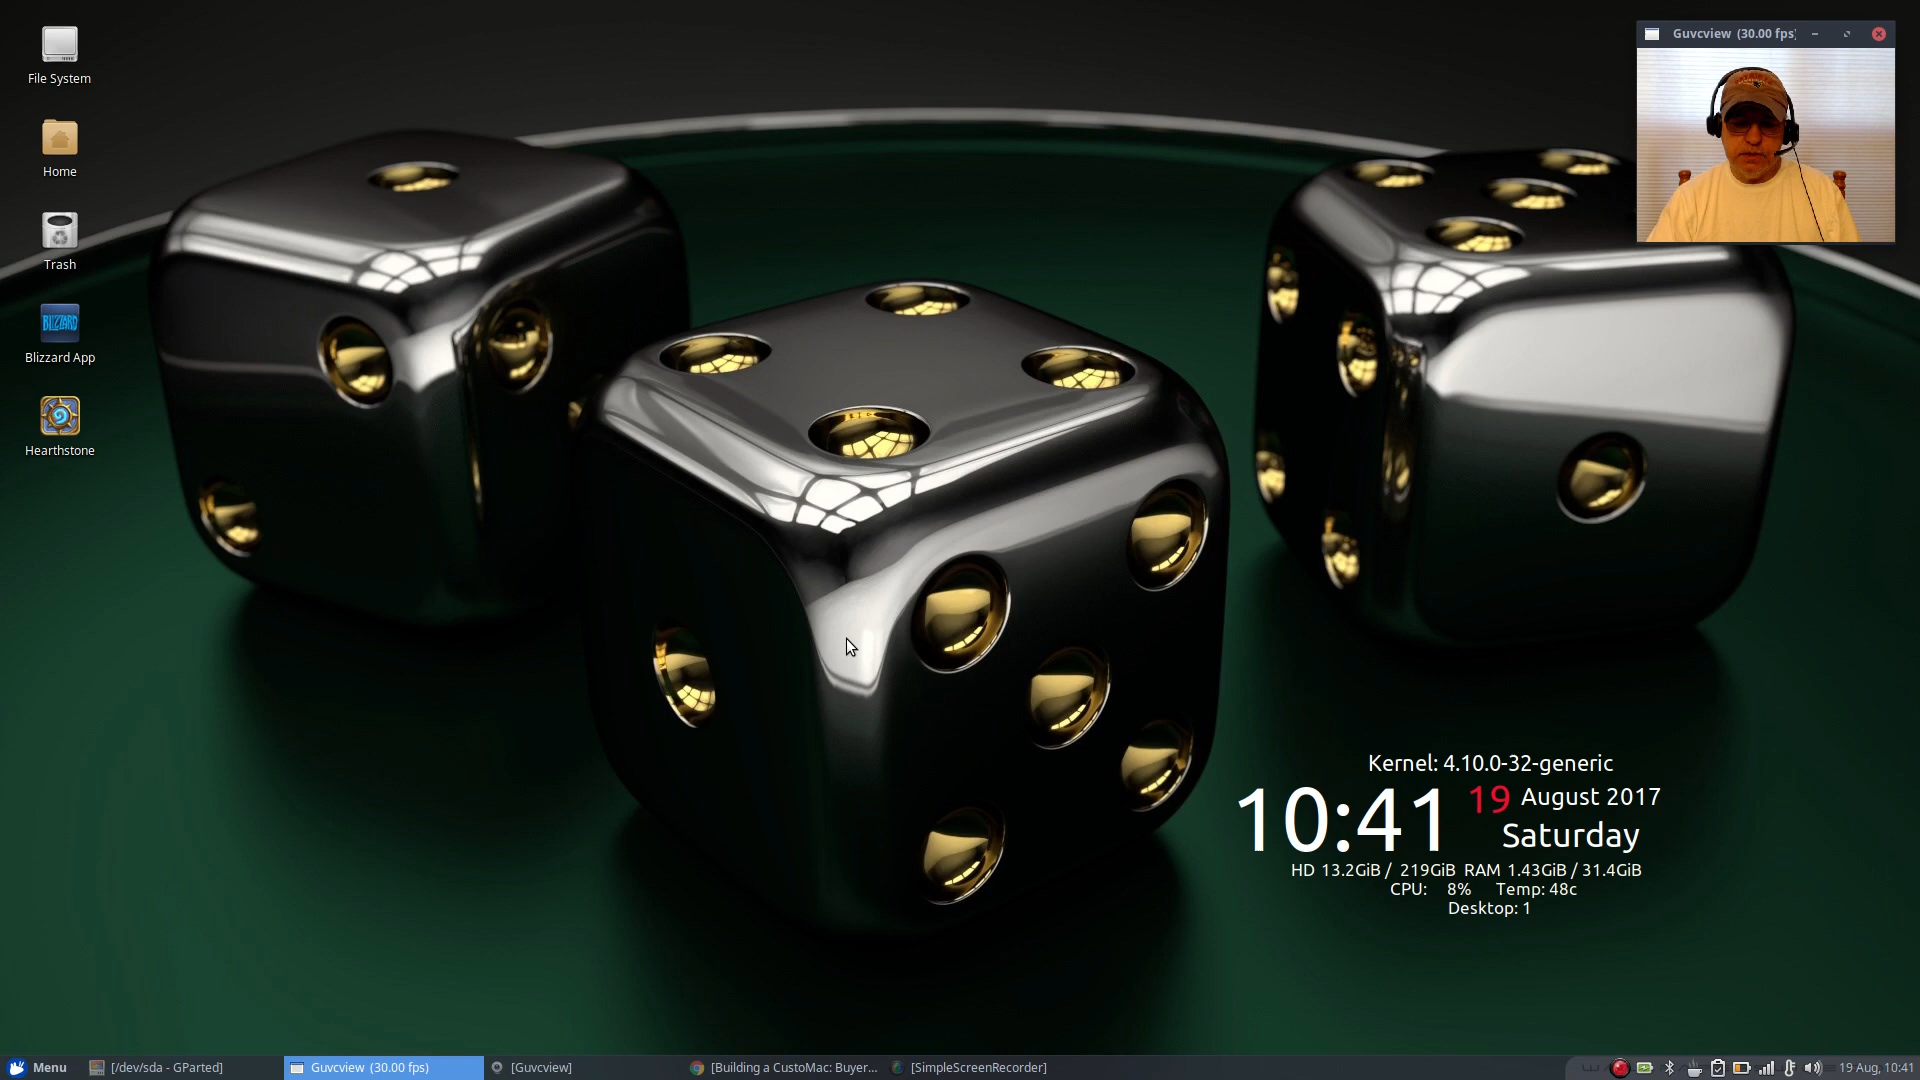 File System
Home
Trash
BLIZZARD
Blizzard App
Hearthstone
Guvcview (30.00 fps)
Kernel: 4.10.0-32-generic
10:41 19 August 2017
Saturday
HD 13.2GiB / 219GiB RAM 1.43GiB / 31.4GiB
CPU: 8% Temp: 48c
Desktop: 1
Menu [/dev/sda - GParted] Guvcview (30.00 fps) [Guvcview] [Building a CustoMac: Buyer... [SimpleScreenRecorder] 19 Aug, 10:41